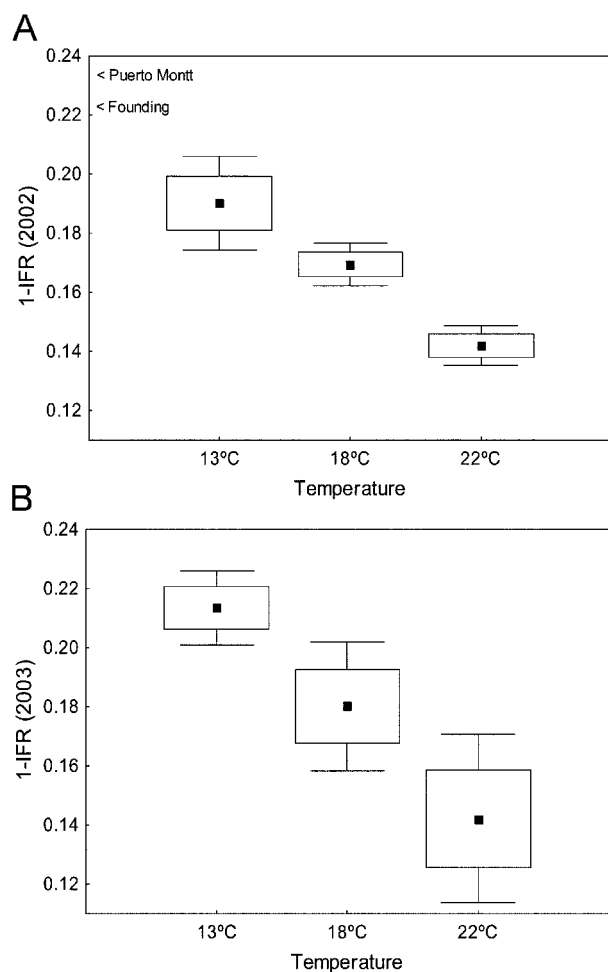 A
0.24
< Puerto Montt
0.22
< Founding
0.20
0.18
0.16
0.14
0.12
1-IFR (2002)
13ºC
18ºC
22ºC
Temperature
B
0.24
0.22
0.20
0.18
0.16
0.14
0.12
1-IFR (2003)
13ºC
18ºC
22ºC
Temperature